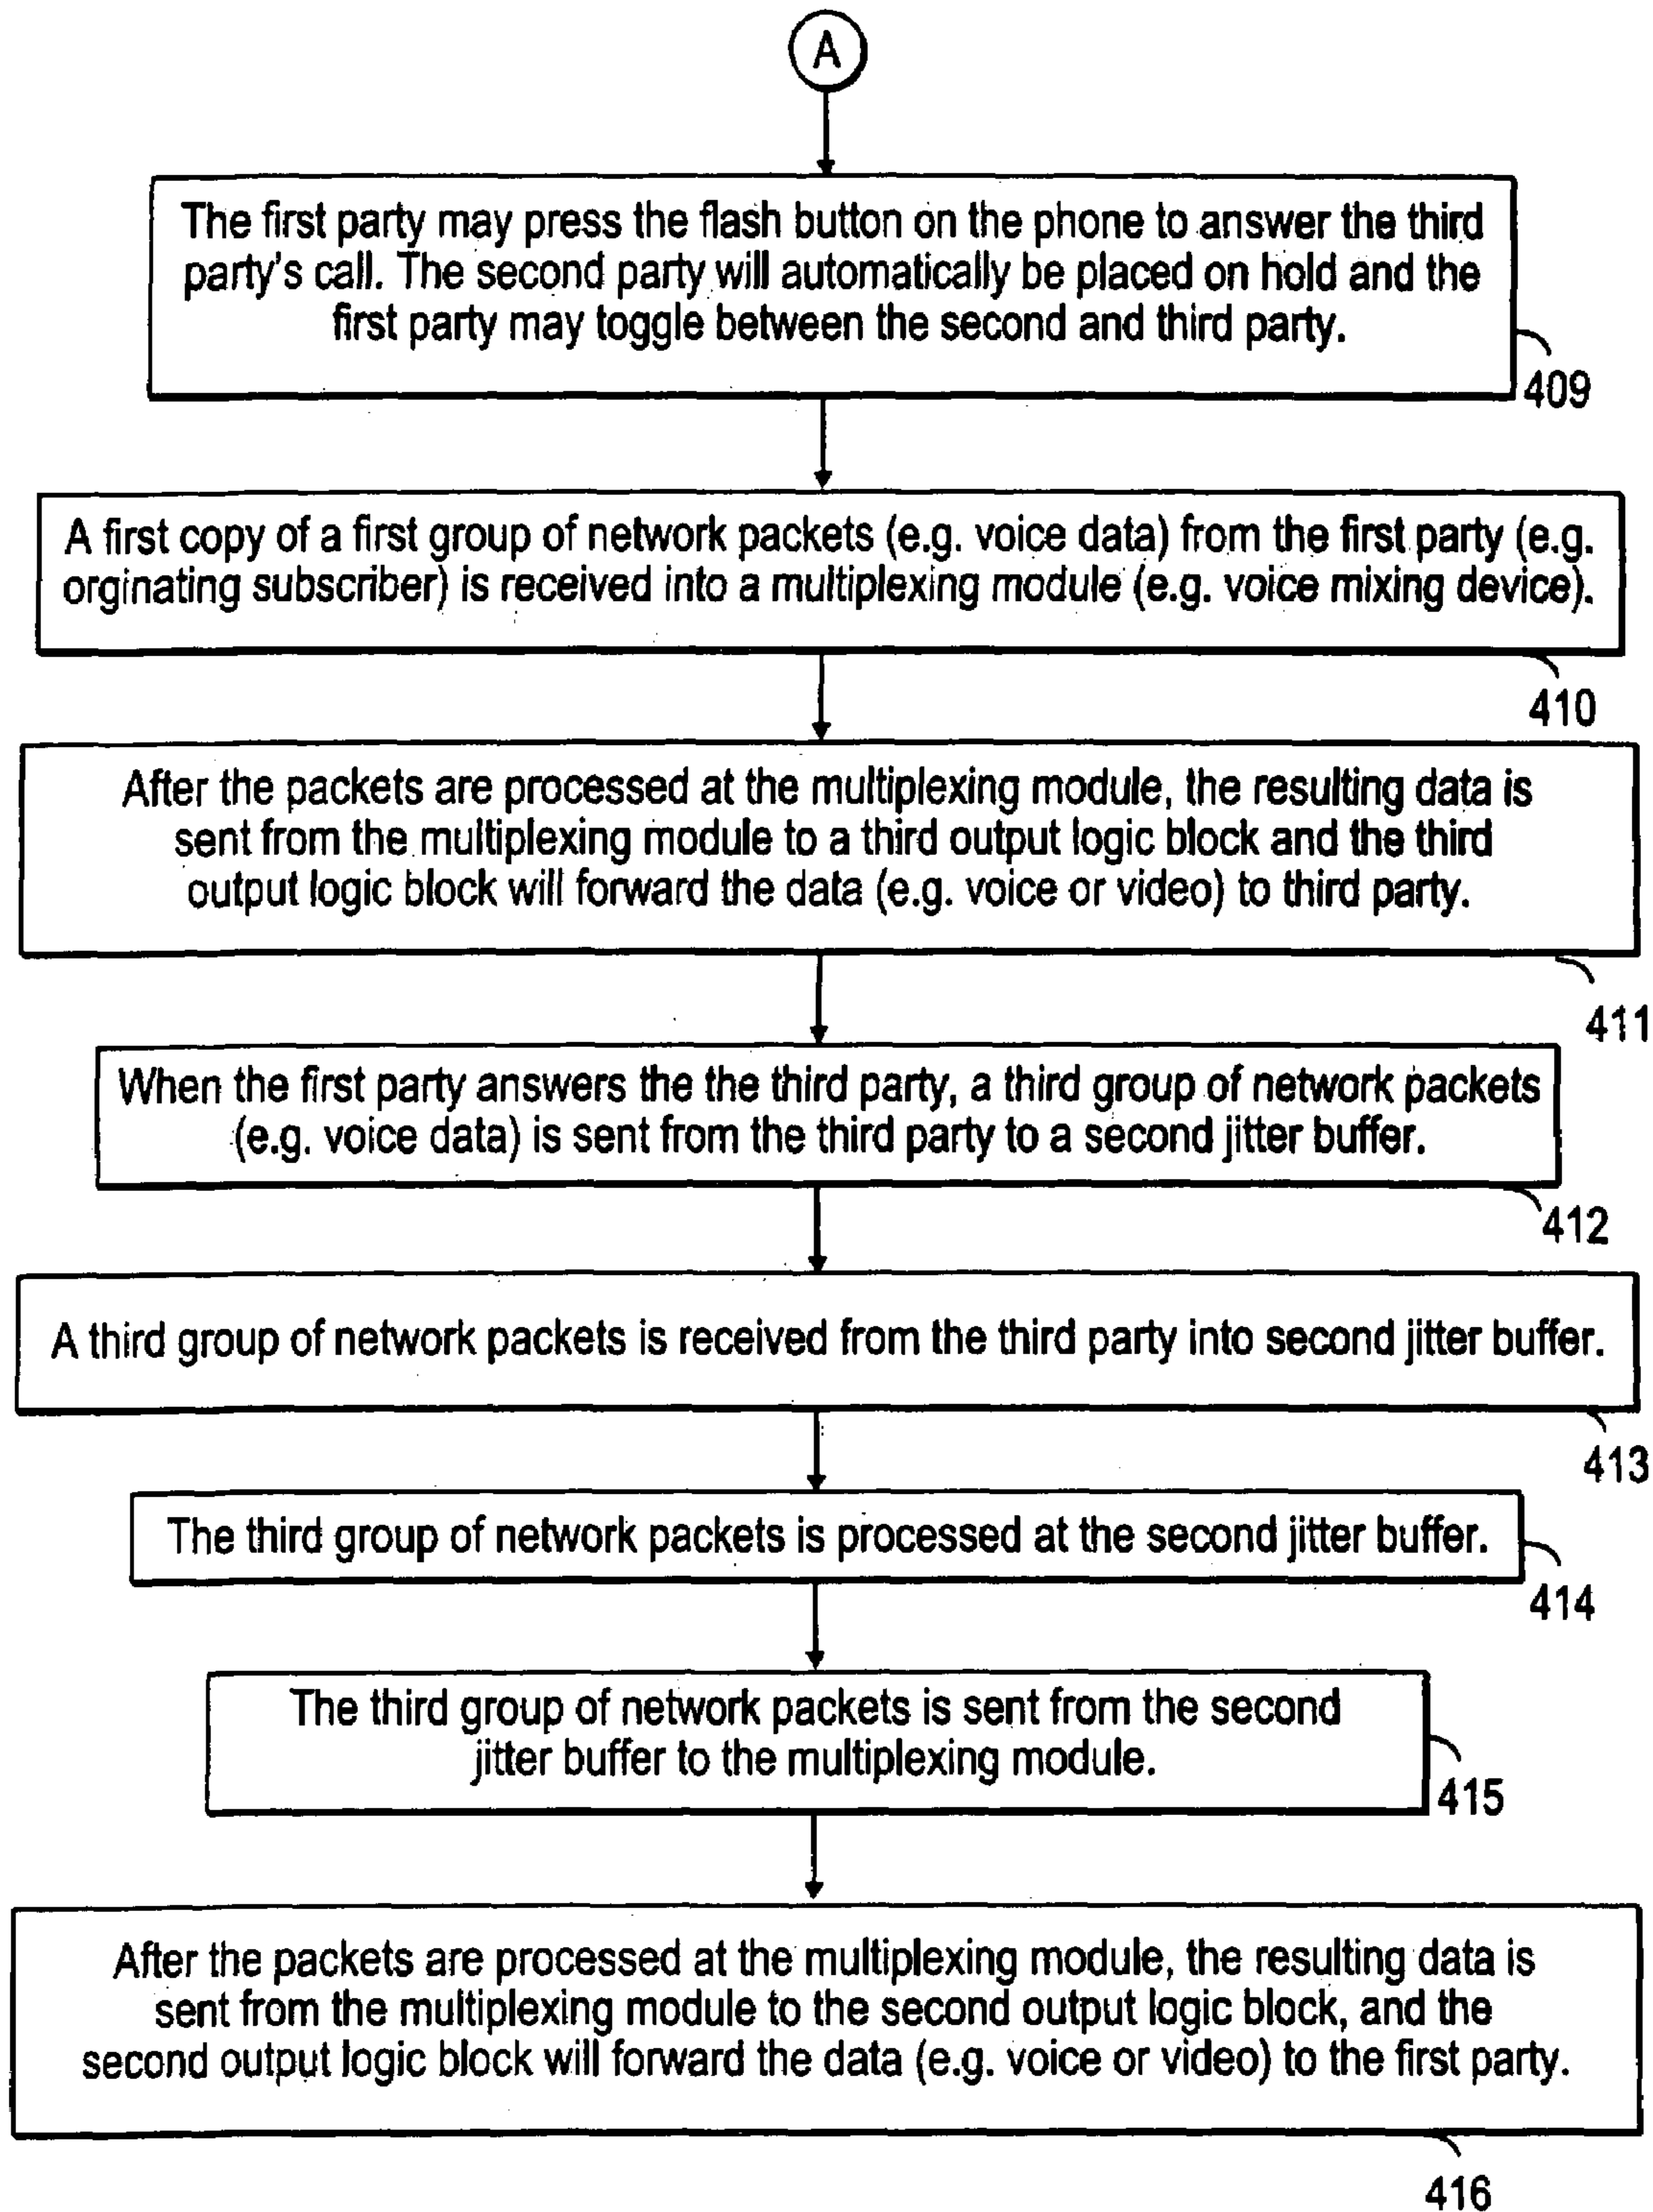 A
The first party may press the flash button on the phone to answer the third
party's call. The second party will automatically be placed on hold and the
first party may toggle between the second and third party.
409
A first copy of a first group of network packets (e.g. voice data) from the first party (e.g.
orginating subscriber) is received into a multiplexing module (e.g. voice mixing device).
410
After the packets are processed at the multiplexing module, the resulting data is
sent from the multiplexing module to a third output logic block and the third
output logic block will forward the data (e.g. voice or video) to third party.
411
When the first party answers the the third party, a third group of network packets
(e.g. voice data) is sent from the third party to a second jitter buffer.
412
A third group of network packets is received from the third party into second jitter buffer.
413
The third group of network packets is processed at the second jitter buffer.
414
The third group of network packets is sent from the second
jitter buffer to the multiplexing module.
415
After the packets are processed at the multiplexing module, the resulting data is
sent from the multiplexing module to the second output logic block, and the
second output logic block will forward the data (e.g. voice or video) to the first party.
416